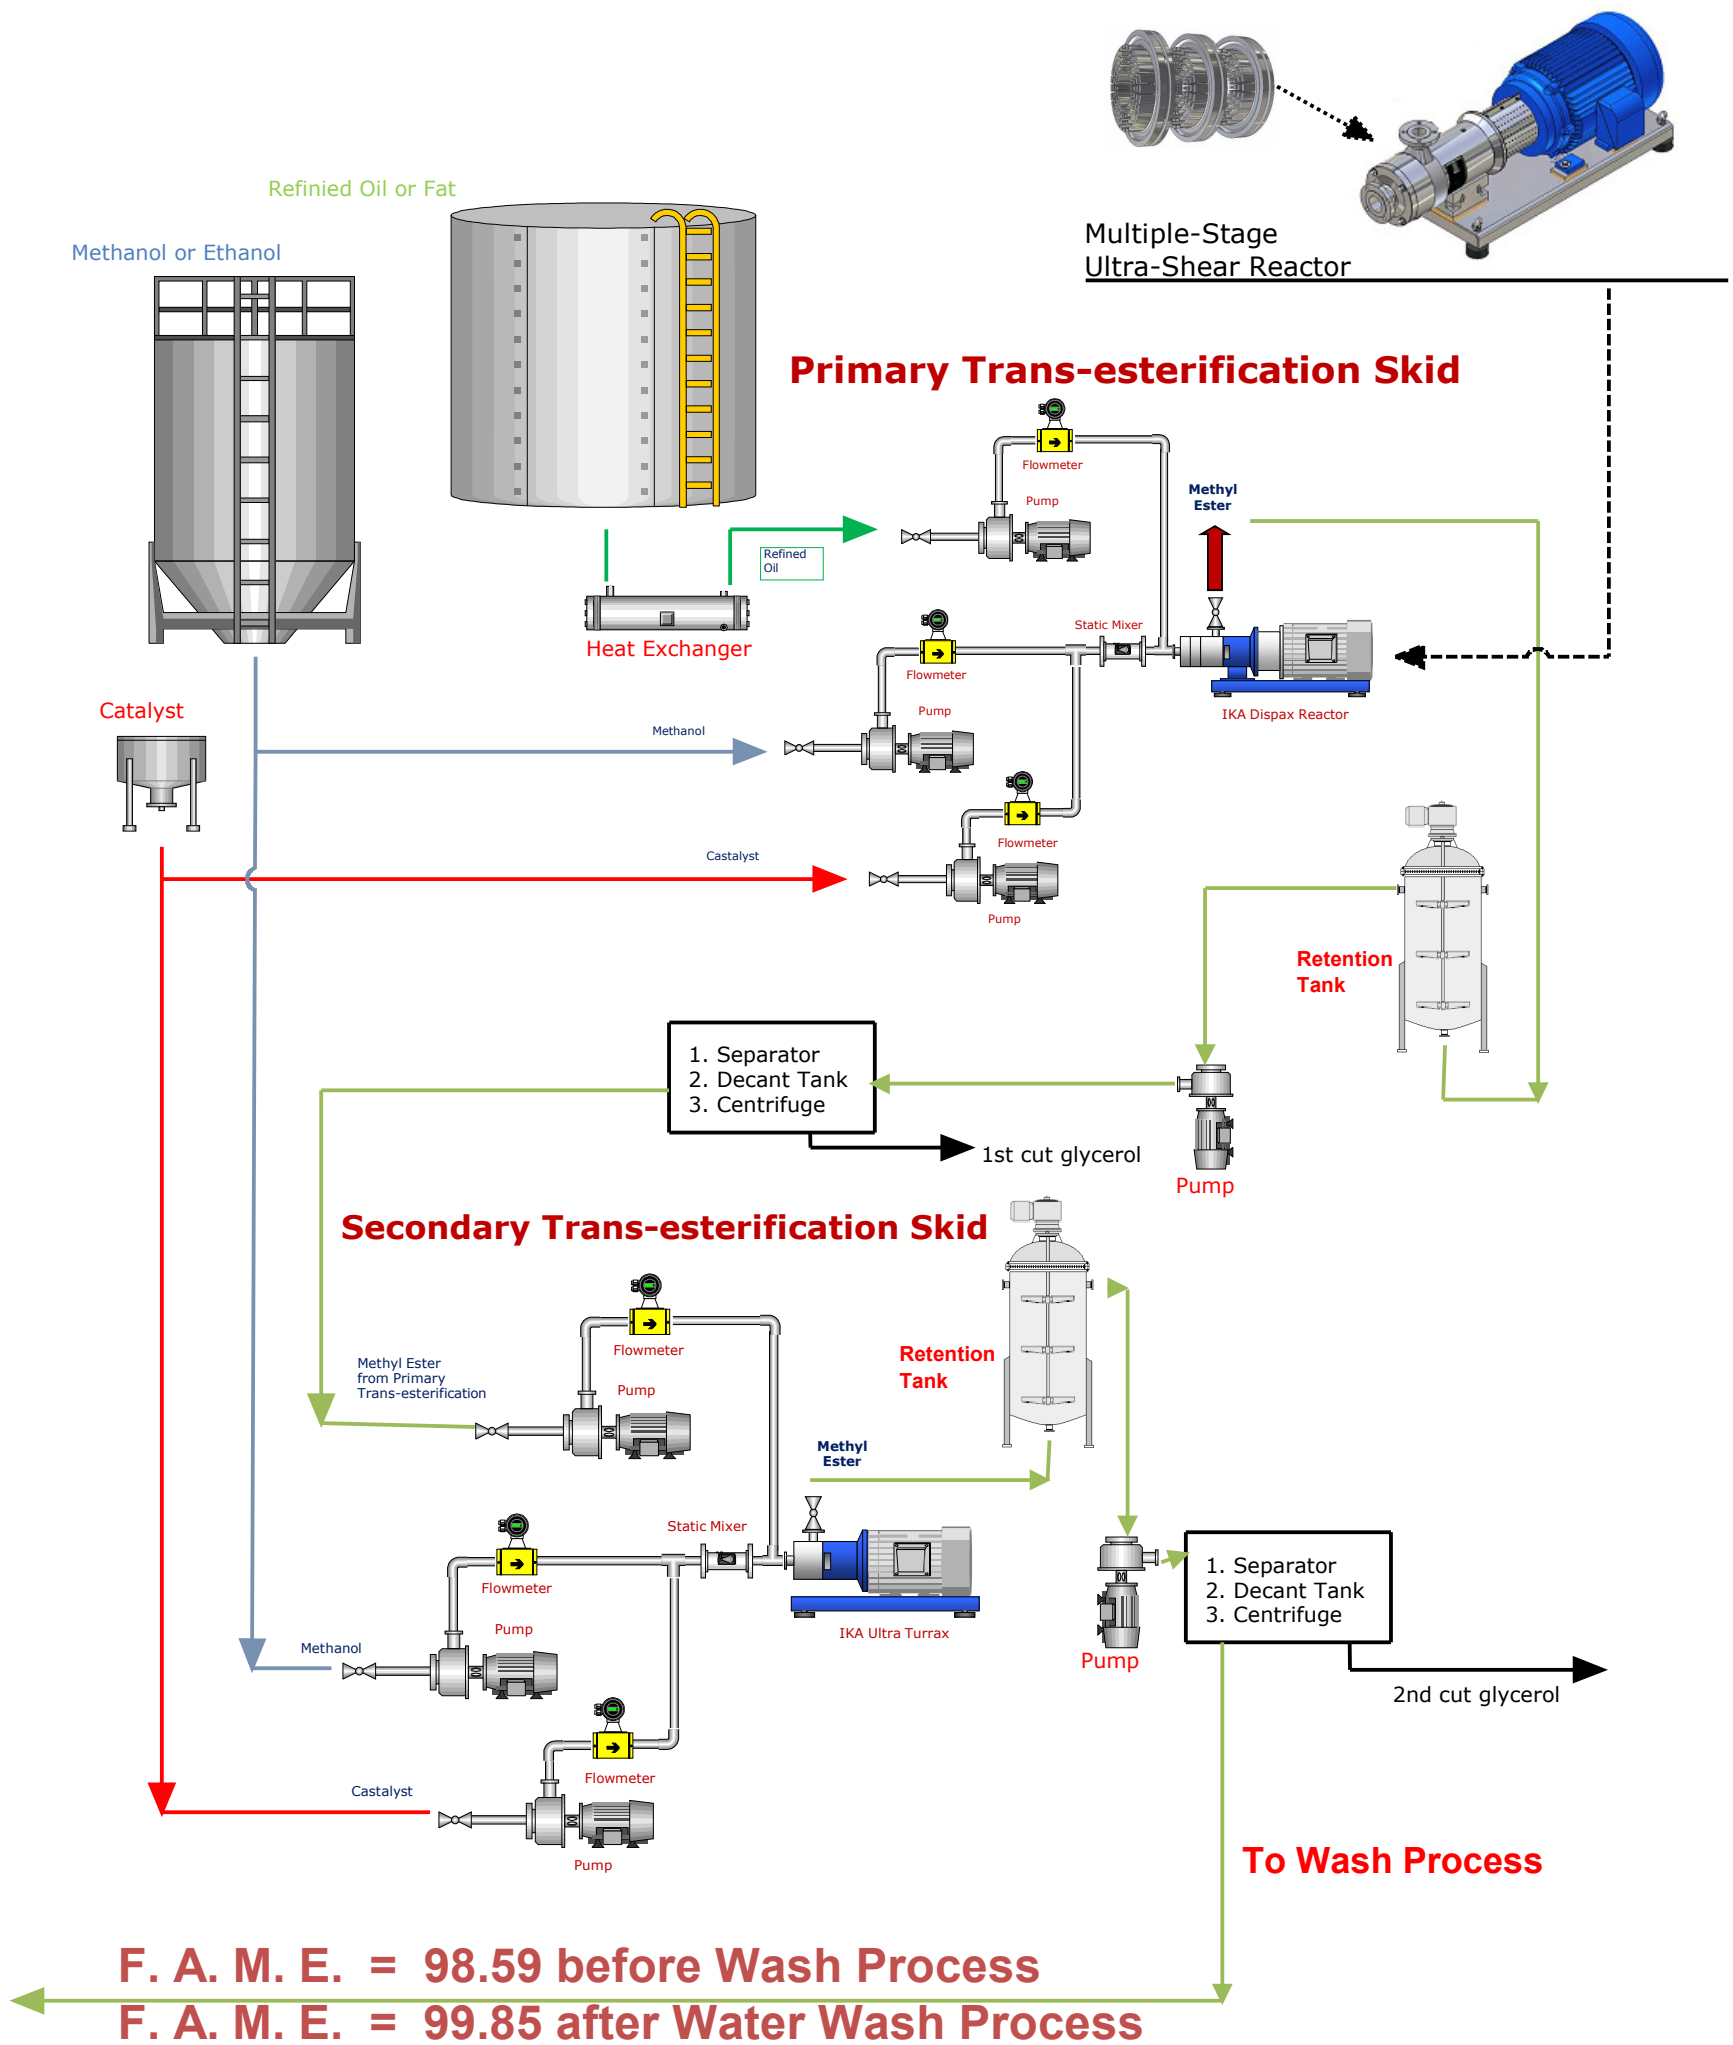 Refinied Oil or Fat
Methanol or Ethanol
Multiple-Stage
Ultra-Shear Reactor
Primary Trans-esterification Skid
Flowmeter
Pump
Methyl
Ester
Refined
Oil
Heat Exchanger
Static Mixer
Flowmeter
Pump
IKA Dispax Reactor
Catalyst
Methanol
Flowmeter
Castalyst
Pump
Retention
Tank
1. Separator
2. Decant Tank
3. Centrifuge
1st cut glycerol
Pump
Secondary Trans-esterification Skid
Flowmeter
Methyl Ester
from Primary
Trans-esterification
Pump
Retention
Tank
Methyl
Ester
Static Mixer
Flowmeter
Pump
IKA Ultra Turrax
Methanol
1. Separator
2. Decant Tank
3. Centrifuge
Pump
2nd cut glycerol
Flowmeter
Castalyst
Pump
To Wash Process
F. A. M. E. = 98.59 before Wash Process
F. A. M. E. = 99.85 after Water Wash Process